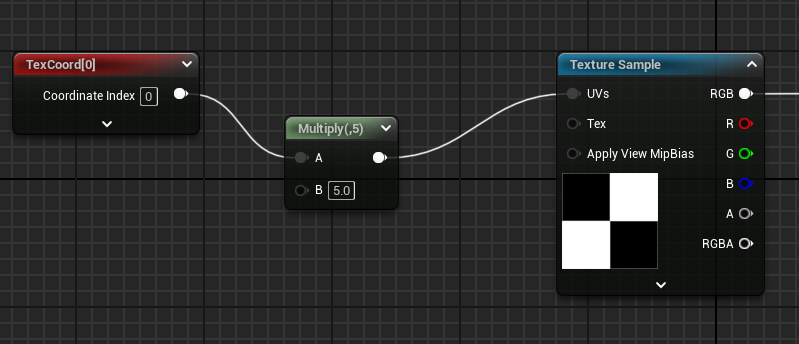 TexCoord[0]
Coordinate Index 0
Multiply(,5)
A
B 5.0
Texture Sample
UVs RGB
Tex R
Apply View MipBias G
B
A
RGBA